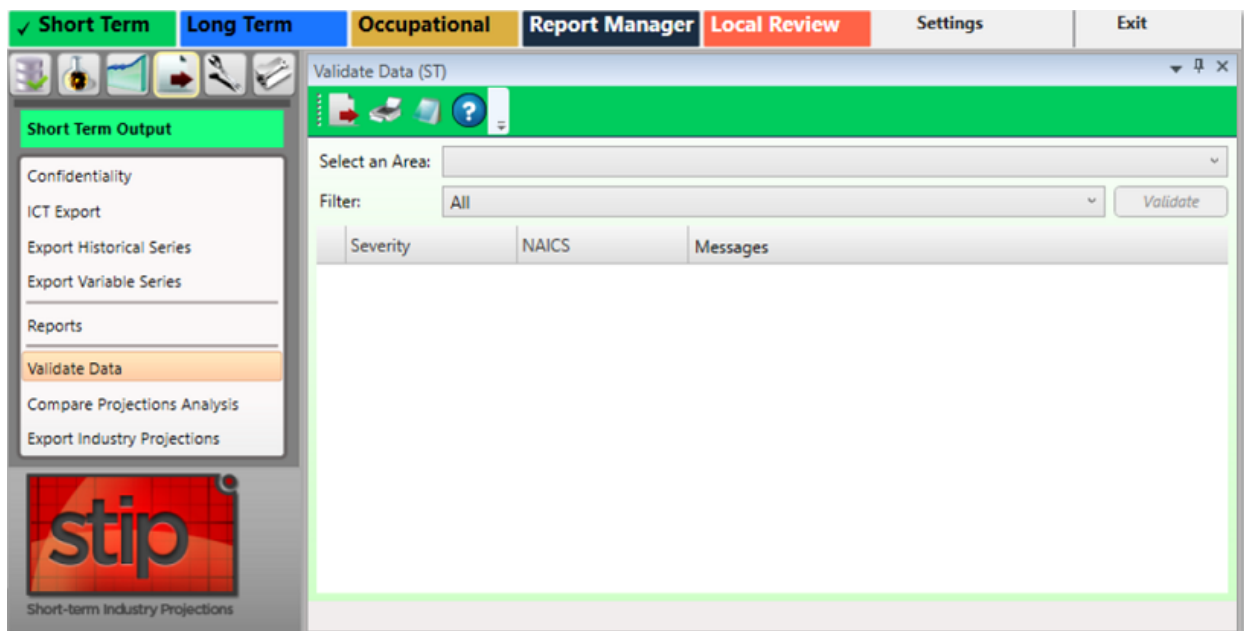 ✓ Short Term Long Term Occupational Report Manager Local Review Settings Exit
Validate Data (ST)
Short Term Output
Confidentiality
ICT Export
Export Historical Series
Export Variable Series
Reports
Validate Data
Compare Projections Analysis
Export Industry Projections
stip
Short-term Industry Projections
?
Select an Area:
Filter: All Validate
Severity NAICS Messages